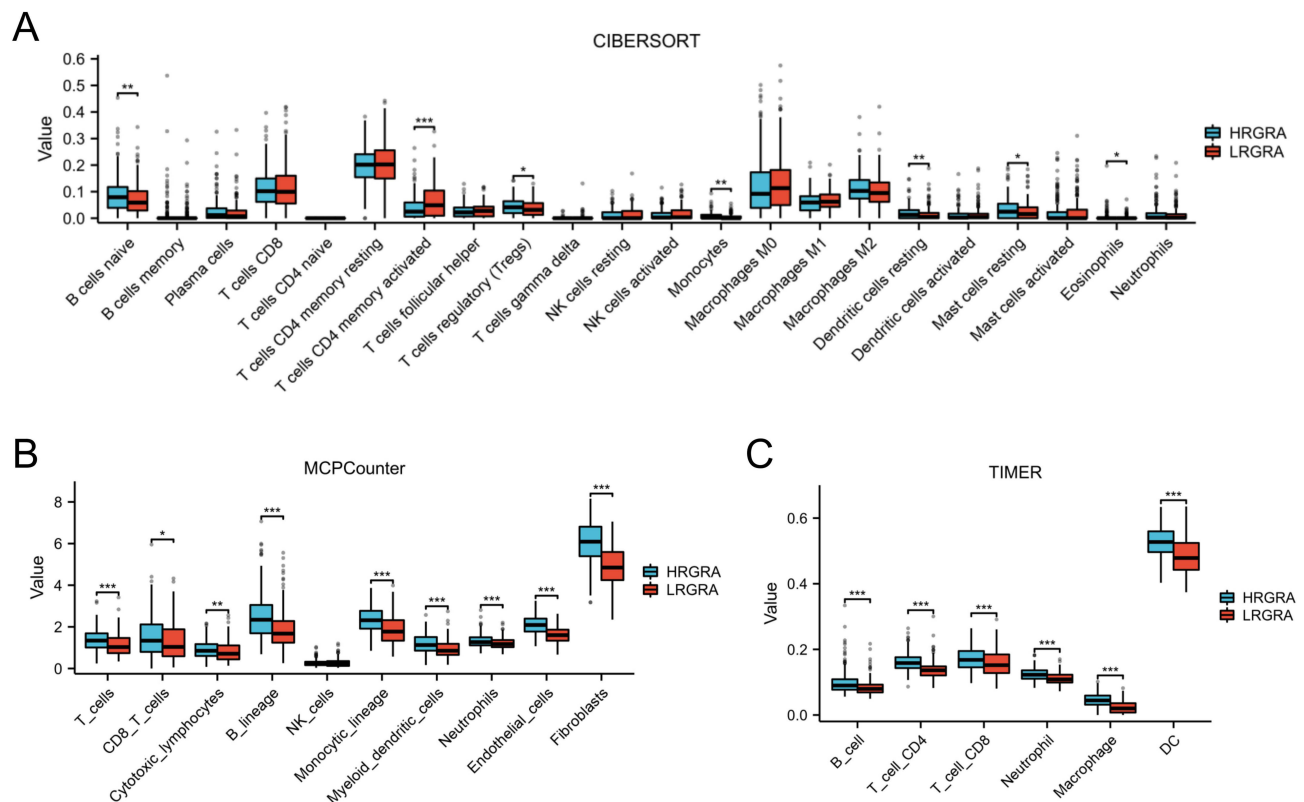 A
CIBERSORT
Value
0.6
0.5
0.4
0.3
0.2
0.1
0.0
**
***
*
**
**
*
*
HRGRA
LRGRA
B cells naive
B cells memory
Plasma cells
T cells CD8
T cells CD4 naive
T cells CD4 memory resting
T cells CD4 memory activated
T cells follicular helper
T cells regulatory (Tregs)
T cells gamma delta
NK cells resting
NK cells activated
Monocytes
Macrophages M0
Macrophages M1
Macrophages M2
Dendritic cells resting
Dendritic cells activated
Mast cells resting
Mast cells activated
Eosinophils
Neutrophils
B
MCPCounter
Value
8
6
4
2
0
***
*
**
***
***
***
***
***
***
HRGRA
LRGRA
T_cells
CD8_T_cells
Cytotoxic_lymphocytes
B_lineage
NK_cells
Monocytic_lineage
Myeloid_dendritic_cells
Neutrophils
Endothelial_cells
Fibroblasts
C
TIMER
Value
0.6
0.4
0.2
0.0
***
***
***
***
***
***
HRGRA
LRGRA
B_cell
T_cell_CD4
T_cell_CD8
Neutrophil
Macrophage
DC